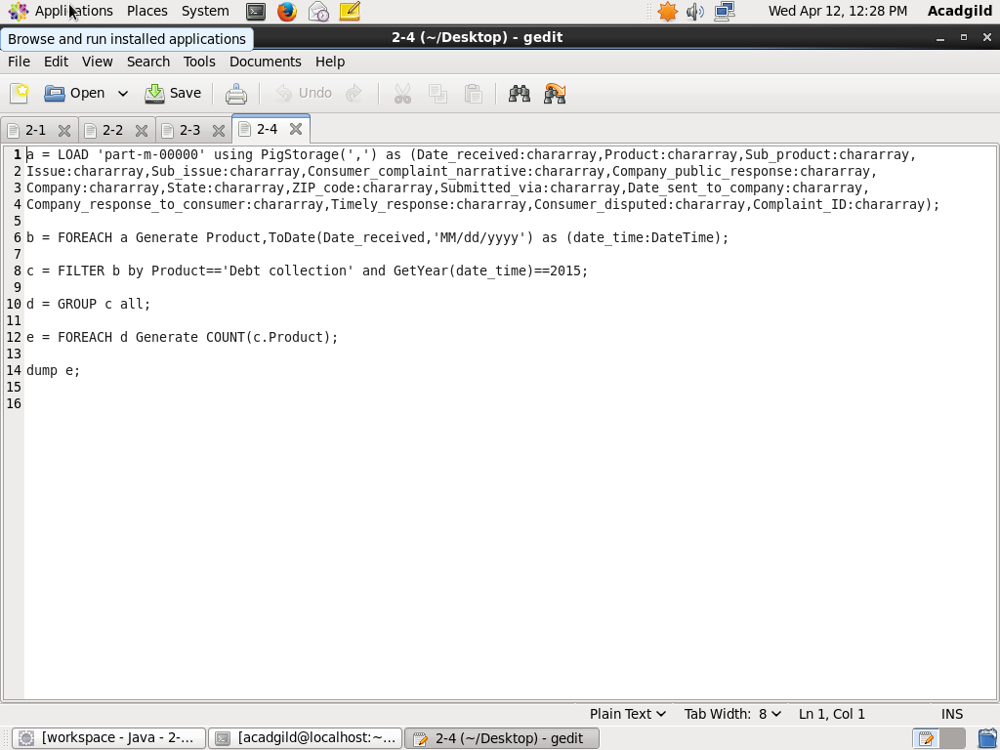 Applications Places System Wed Apr 12, 12:28 PM Acadgild
Browse and run installed applications
2-4 (~/Desktop) - gedit
File Edit View Search Tools Documents Help
Open Save Undo
2-1 2-2 2-3 2-4
1 a = LOAD 'part-m-00000' using PigStorage(',') as (Date_received:chararray,Product:chararray,Sub_product:chararray,
2 Issue:chararray,Sub_issue:chararray,Consumer_complaint_narrative:chararray,Company_public_response:chararray,
3 Company:chararray,State:chararray,ZIP_code:chararray,Submitted_via:chararray,Date_sent_to_company:chararray,
4 Company_response_to_consumer:chararray,Timely_response:chararray,Consumer_disputed:chararray,Complaint_ID:chararray);
5
6 b = FOREACH a Generate Product,ToDate(Date_received,'MM/dd/yyyy') as (date_time:DateTime);
7
8 c = FILTER b by Product=='Debt collection' and GetYear(date_time)==2015;
9
10 d = GROUP c all;
11
12 e = FOREACH d Generate COUNT(c.Product);
13
14 dump e;
15
16
Plain Text Tab Width: 8 Ln 1, Col 1 INS
[workspace - Java - 2-... [acadgild@localhost:~... 2-4 (~/Desktop) - gedit